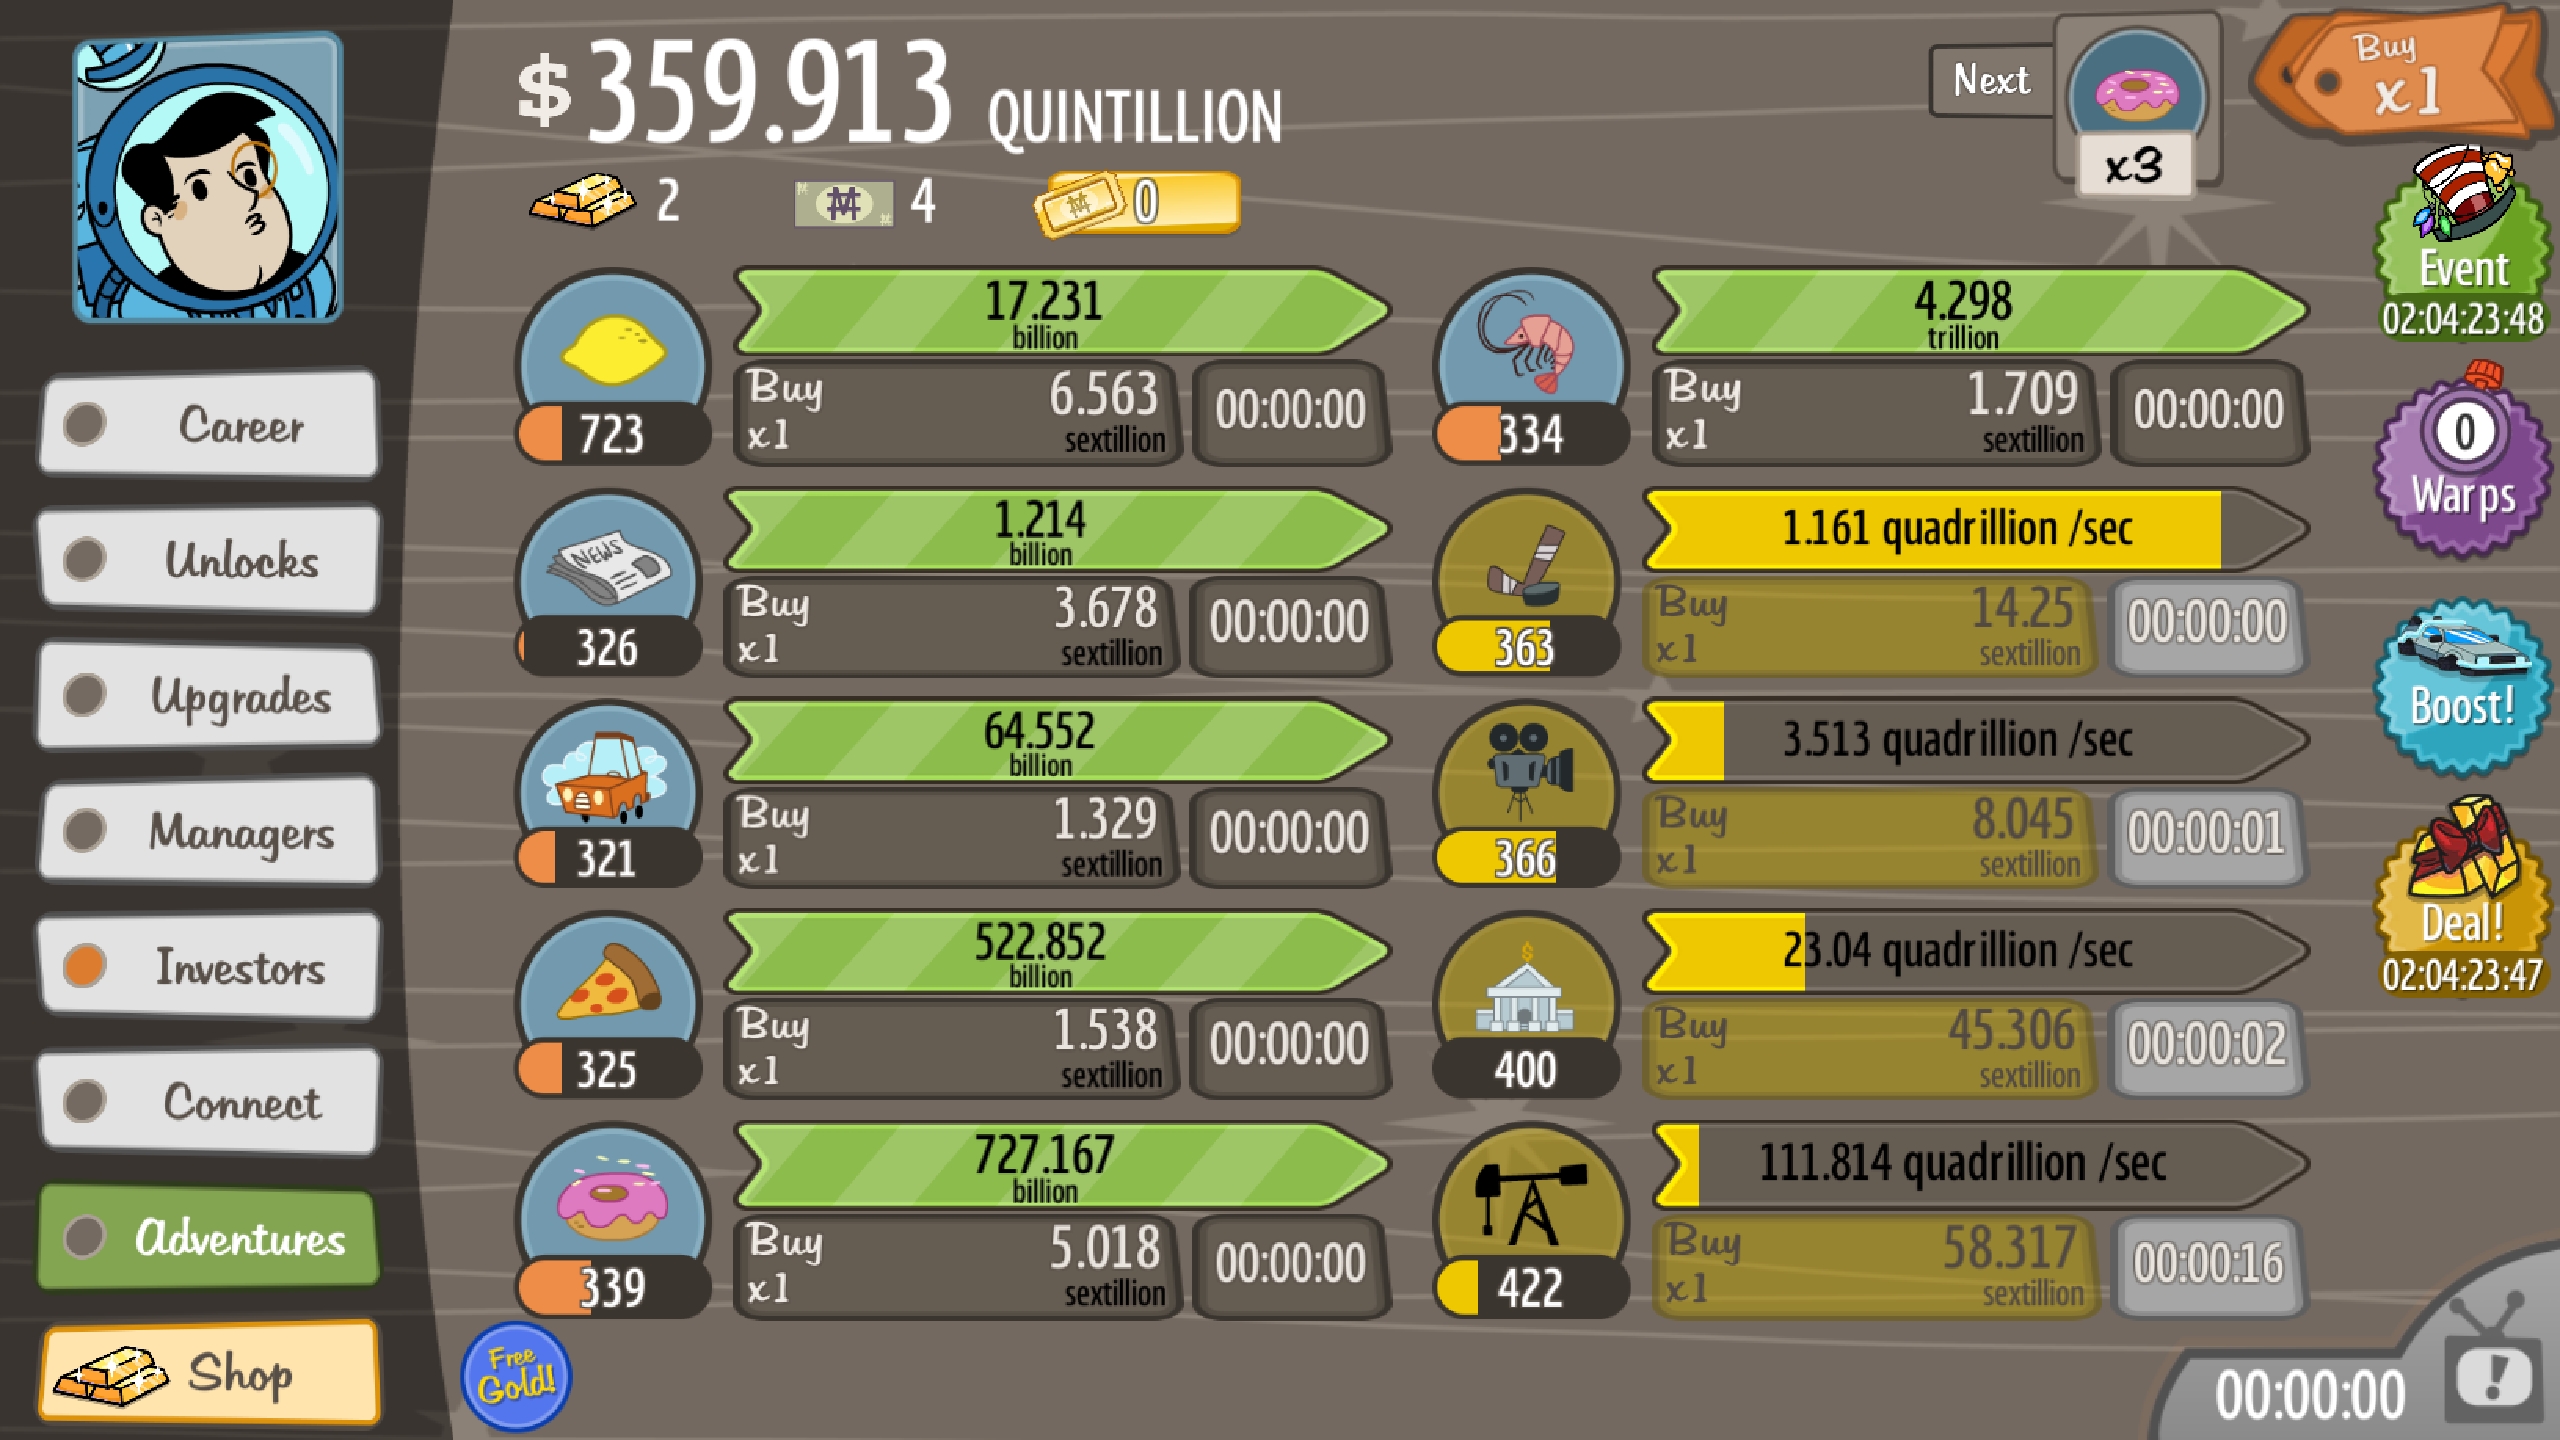 $359.913 QUINTILLION
Next
x3
Buy
x1
2
4
0
Career
Unlocks
Upgrades
Managers
Investors
Connect
Adventures
Shop
Free
Gold!
17.231
billion
723
Buy
x1
6.563
sextillion
00:00:00
NEWS
1.214
billion
326
Buy
x1
3.678
sextillion
00:00:00
64.552
billion
321
Buy
x1
1.329
sextillion
00:00:00
522.852
billion
325
Buy
x1
1.538
sextillion
00:00:00
727.167
billion
339
Buy
x1
5.018
sextillion
00:00:00
4.298
trillion
334
Buy
x1
1.709
sextillion
00:00:00
1.161 quadrillion /sec
363
Buy
x1
14.25
sextillion
00:00:00
3.513 quadrillion /sec
366
Buy
x1
8.045
sextillion
00:00:01
23.04 quadrillion /sec
400
Buy
x1
45.306
sextillion
00:00:02
111.814 quadrillion /sec
422
Buy
x1
58.317
sextillion
00:00:16
Event
02:04:23:48
0
Warps
Boost!
Deal!
02:04:23:47
00:00:00
!